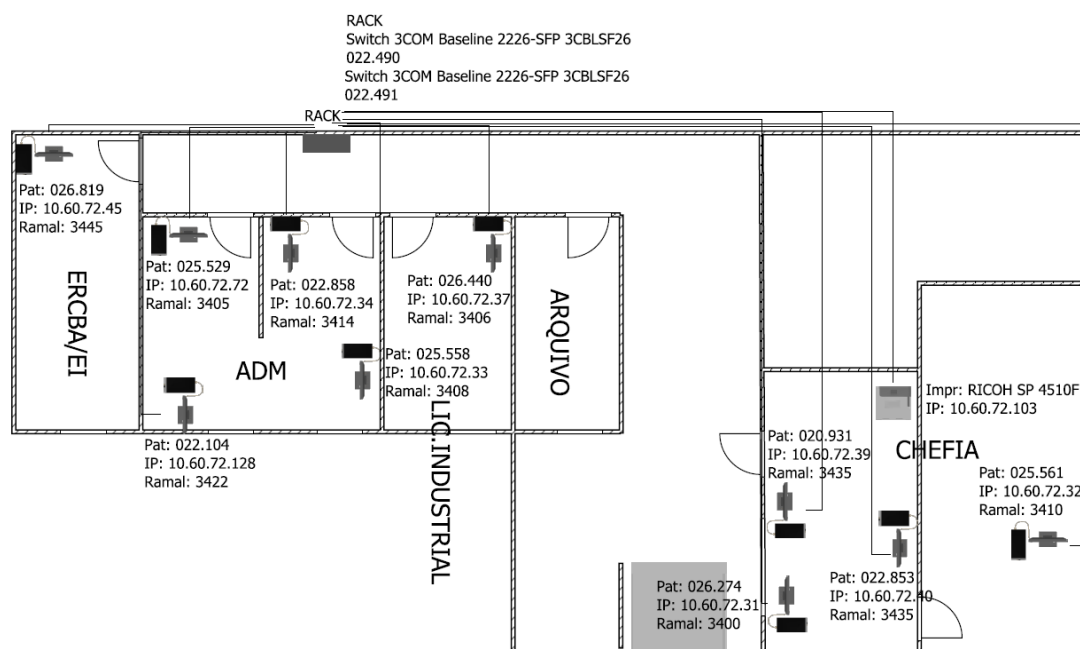 RACK
Switch 3COM Baseline 2226-SFP 3CBLSF26
022.490
Switch 3COM Baseline 2226-SFP 3CBLSF26
022.491
RACK
Pat: 026.819
IP: 10.60.72.45
Ramal: 3445
ERCBA/EI
Pat: 025.529
IP: 10.60.72.72
Ramal: 3405
Pat: 022.858
IP: 10.60.72.34
Ramal: 3414
ADM
Pat: 026.440
IP: 10.60.72.37
Ramal: 3406
Pat: 025.558
IP: 10.60.72.33
Ramal: 3408
ARQUIVO
LIC.INDUSTRIAL
Pat: 022.104
IP: 10.60.72.128
Ramal: 3422
Impr: RICOH SP 4510F
IP: 10.60.72.103
CHEFIA
Pat: 020.931
IP: 10.60.72.39
Ramal: 3435
Pat: 025.561
IP: 10.60.72.32
Ramal: 3410
Pat: 026.274
IP: 10.60.72.31
Ramal: 3400
Pat: 022.853
IP: 10.60.72.40
Ramal: 3435